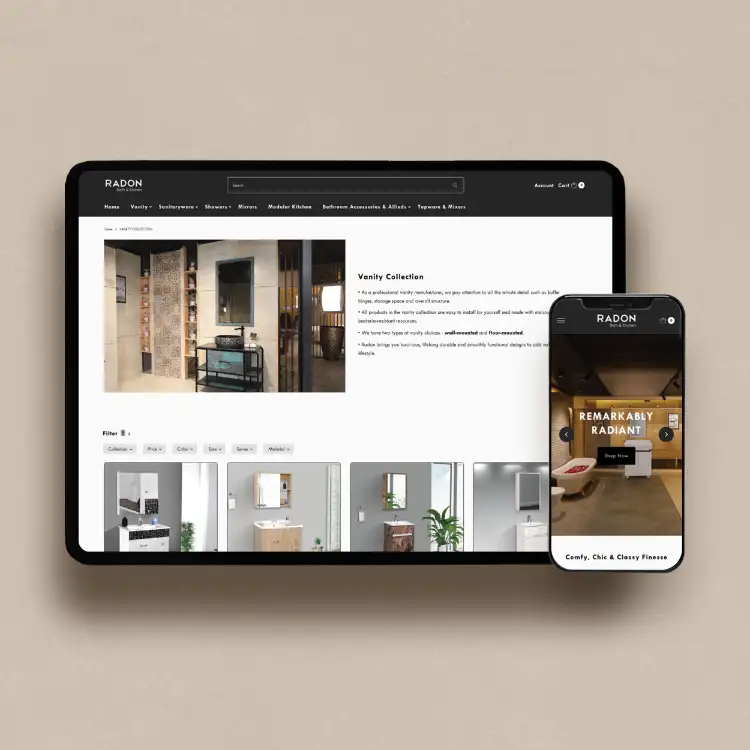 RADON
Bath & Kitchen
Search
Account Cart 0
Home Vanity Sanitaryware Showers Mirrors Modular Kitchen Bathroom Accessories & Allieds Tapware & Mixers
Home > VANITY COLLECTION
Vanity Collection
• As a professional vanity manufacturer, we pay attention to all the minute detail such as buffer
hinges, storage space and overall structure.
• All products in the vanity collection are easy to install by yourself and made with
bacteria-resistant resources.
• We have two types of vanity choices - wall-mounted and floor-mounted.
• Radon brings you luxurious, lifelong durable and smoothly functional designs to add
lifestyle.
Filter
Collection Price Color Size Series Material
RADON
Bath & Kitchen
0
REMARKABLY
RADIANT
Shop Now
Comfy, Chic & Classy Finesse